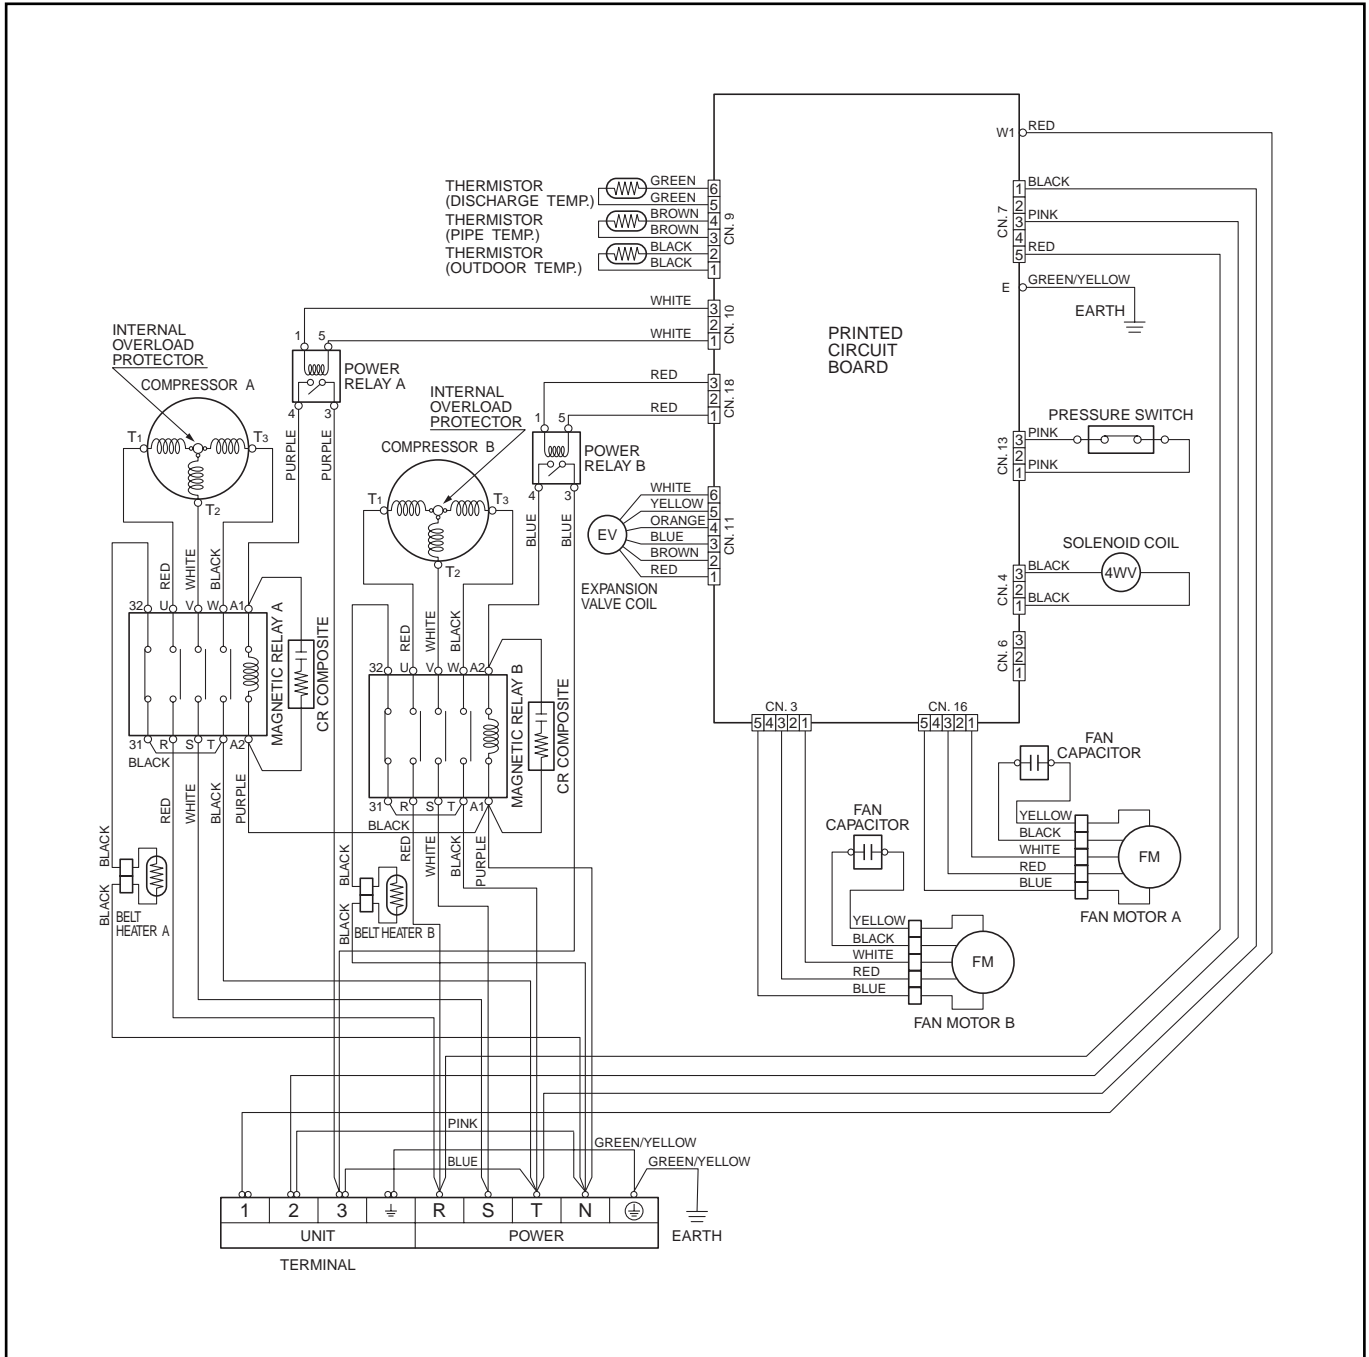 W1
RED
THERMISTOR
(DISCHARGE TEMP.)
GREEN
GREEN
THERMISTOR
(PIPE TEMP.)
BROWN
BROWN
THERMISTOR
(OUTDOOR TEMP.)
BLACK
BLACK
6
5
4
3
2
1
CN. 9
1
2
3
4
5
CN. 7
BLACK
PINK
RED
E
GREEN/YELLOW
EARTH
PRINTED
CIRCUIT
BOARD
WHITE
WHITE
3
2
1
CN. 10
RED
RED
3
2
1
CN. 18
INTERNAL
OVERLOAD
PROTECTOR
COMPRESSOR A
T1
T3
T2
1
5
POWER
RELAY A
4
3
PURPLE
PURPLE
INTERNAL
OVERLOAD
PROTECTOR
COMPRESSOR B
T1
T3
T2
1
5
POWER
RELAY B
4
3
BLUE
BLUE
PRESSURE SWITCH
PINK
PINK
3
2
1
CN. 13
WHITE
YELLOW
ORANGE
BLUE
BROWN
RED
6
5
4
3
2
1
CN. 11
EV
EXPANSION
VALVE COIL
SOLENOID COIL
4WV
BLACK
BLACK
3
2
1
CN. 4
3
2
1
CN. 6
RED
WHITE
BLACK
32
U
V
W
A1
MAGNETIC RELAY A
CR COMPOSITE
31
R
S
T
A2
BLACK
RED
WHITE
BLACK
PURPLE
RED
WHITE
BLACK
32
U
V
W
A2
MAGNETIC RELAY B
CR COMPOSITE
31
R
S
T
A1
BLACK
RED
WHITE
BLACK
PURPLE
BLACK
BLACK
BELT
HEATER A
BLACK
BLACK
BELT HEATER B
CN. 3
5 4 3 2 1
CN. 16
5 4 3 2 1
FAN
CAPACITOR
YELLOW
BLACK
WHITE
RED
BLUE
FM
FAN MOTOR A
FAN
CAPACITOR
YELLOW
BLACK
WHITE
RED
BLUE
FM
FAN MOTOR B
PINK
GREEN/YELLOW
BLUE
GREEN/YELLOW
1 2 3 R S T N
UNIT POWER
EARTH
TERMINAL